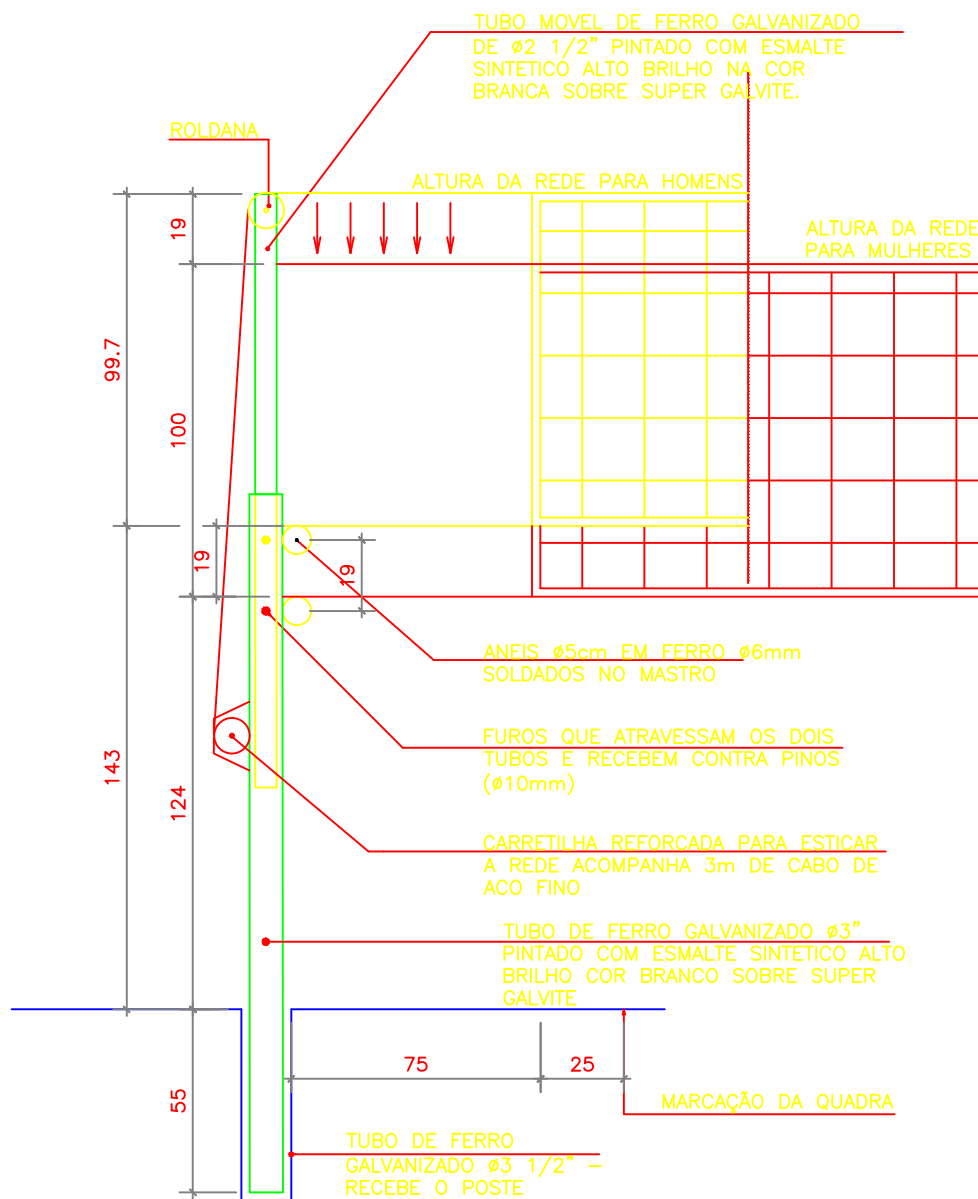 TUBO MOVEL DE FERRO GALVANIZADO
DE ø2 1/2" PINTADO COM ESMALTE
SINTETICO ALTO BRILHO NA COR
BRANCA SOBRE SUPER GALVITE.
ROLDANA
ALTURA DA REDE PARA HOMENS
ALTURA DA REDE
PARA MULHERES
19
99.7
100
19
19
ANEIS ø5cm EM FERRO ø6mm
SOLDADOS NO MASTRO
FUROS QUE ATRAVESSAM OS DOIS
TUBOS E RECEBEM CONTRA PINOS
(ø10mm)
143
124
CARRETILHA REFORCADA PARA ESTICAR
A REDE ACOMPANHA 3m DE CABO DE
ACO FINO
TUBO DE FERRO GALVANIZADO ø3"
PINTADO COM ESMALTE SINTETICO ALTO
BRILHO COR BRANCO SOBRE SUPER
GALVITE
75
25
55
MARCAÇÃO DA QUADRA
TUBO DE FERRO
GALVANIZADO ø3 1/2" –
RECEBE O POSTE